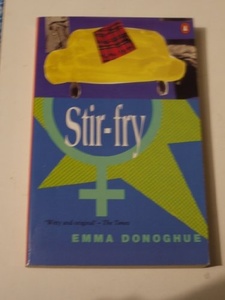 Stir-fry
"Witty and original" – The Times
EMMA DONOGHUE